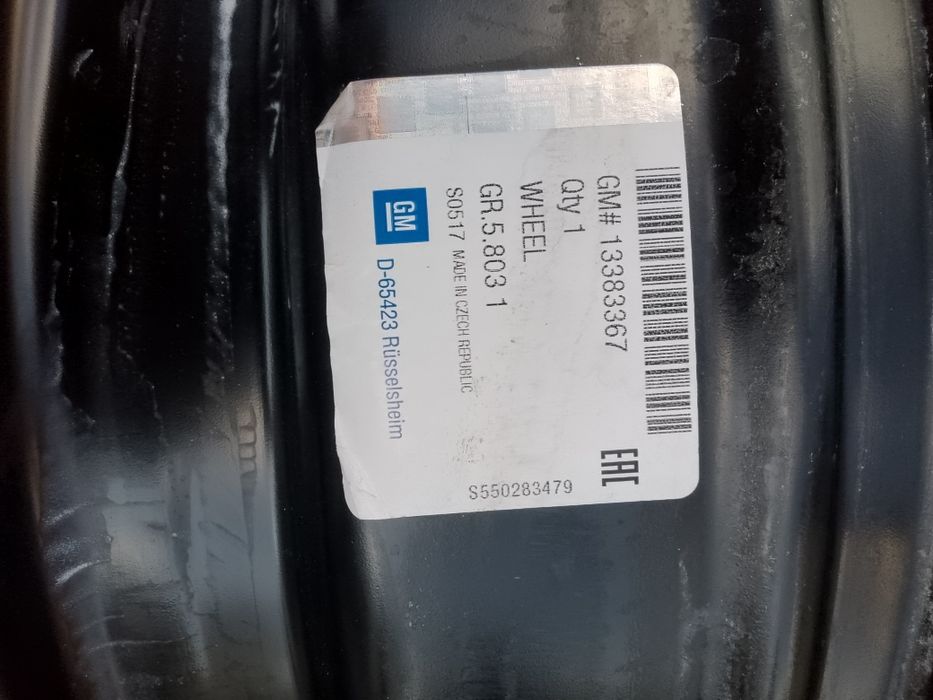 GM# 13383367
EAC
Qty 1
WHEEL
GR.5.803 1
S0517 MADE IN CZECH REPUBLIC
S550283479
GM D-65423 Rüsselsheim